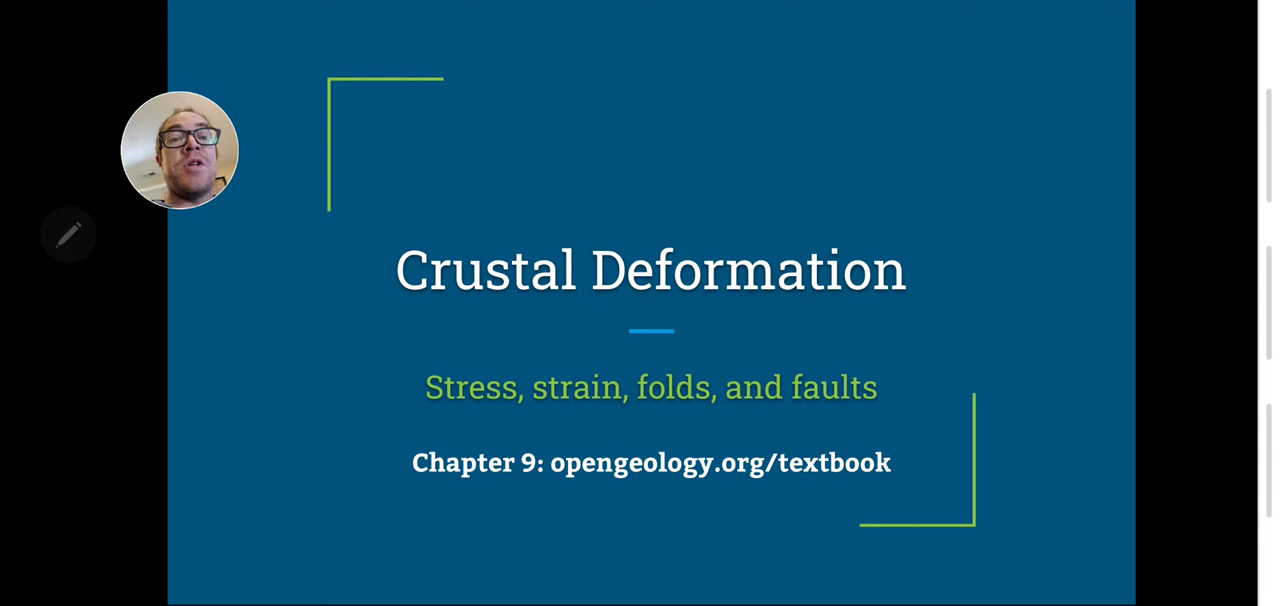 Crustal Deformation
Stress, strain, folds, and faults
Chapter 9: opengeology.org/textbook